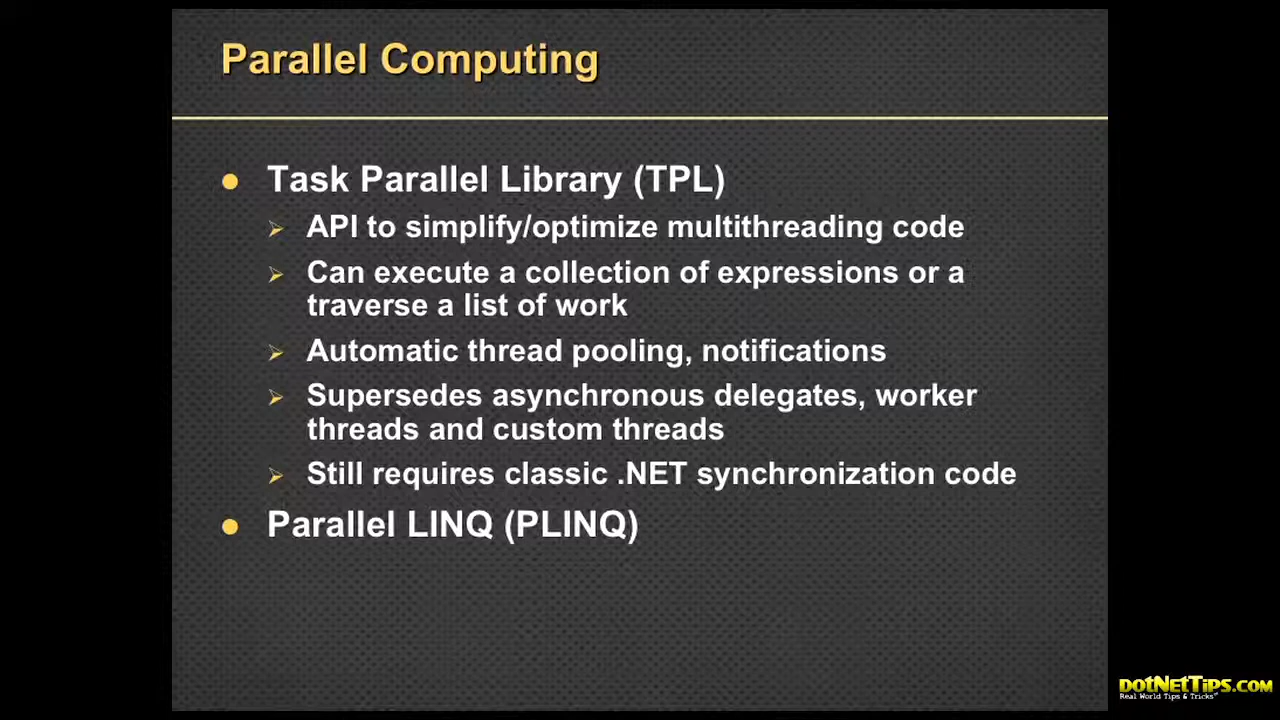 Parallel Computing
Task Parallel Library (TPL)
API to simplify/optimize multithreading code
Can execute a collection of expressions or a
traverse a list of work
Automatic thread pooling, notifications
Supersedes asynchronous delegates, worker
threads and custom threads
Still requires classic .NET synchronization code
Parallel LINQ (PLINQ)
DOTNETTIPS.COM
Real World Tips & Tricks